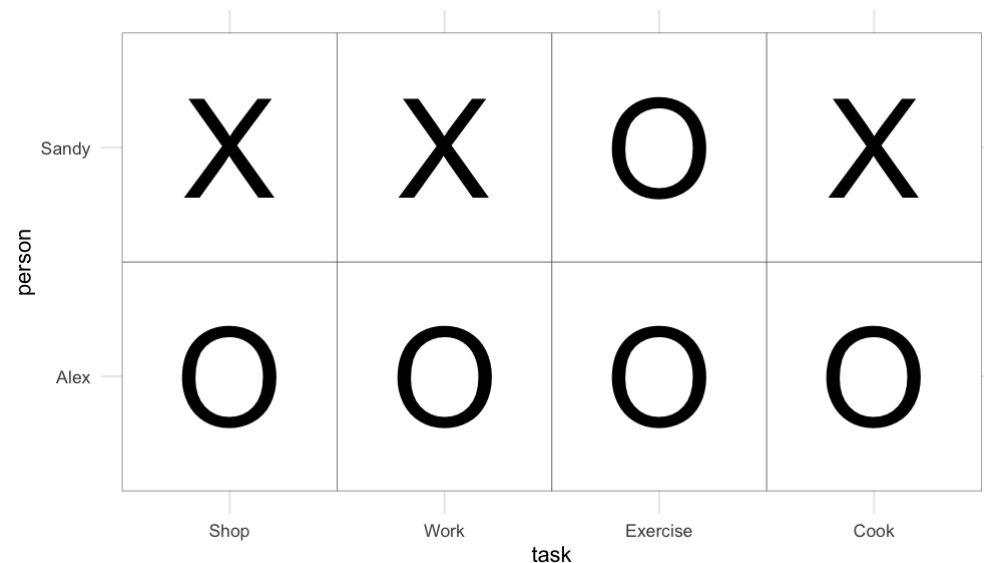 Sandy X X O X
person
Alex O O O O
Shop Work Exercise Cook
task